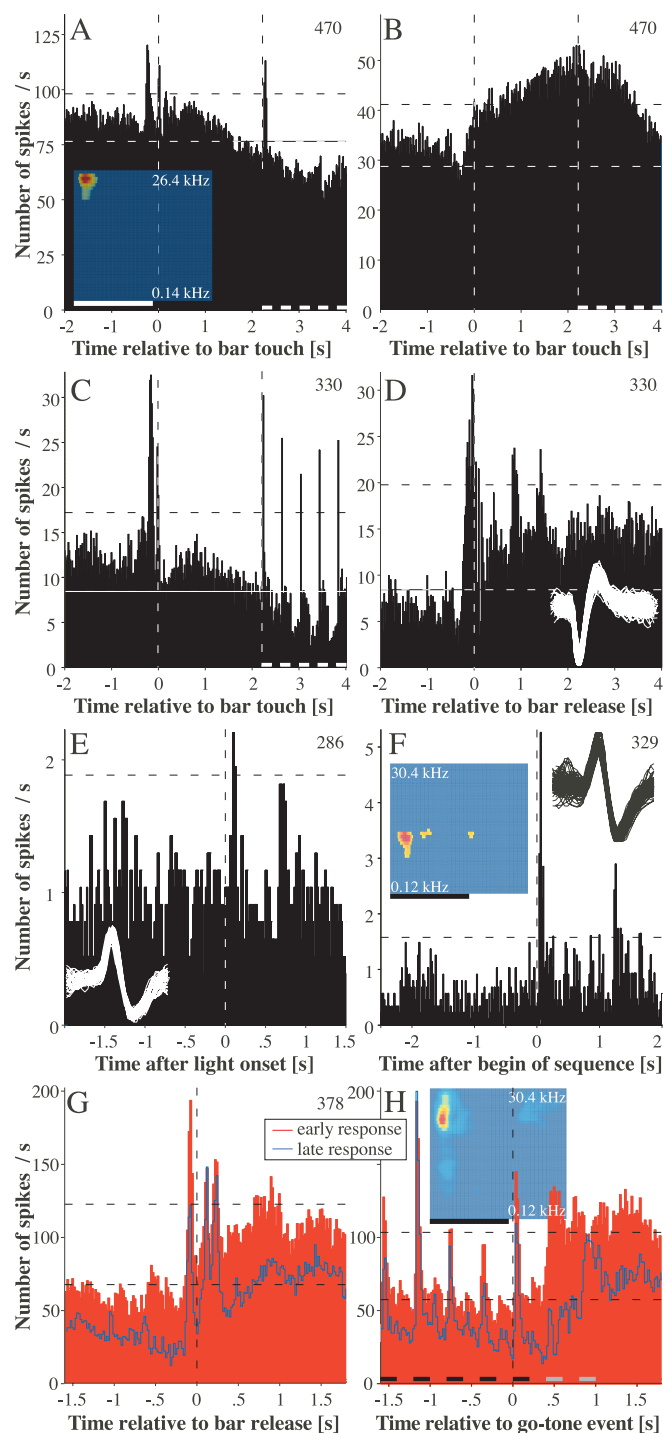 A 470
125
100
75
50
25
0
Number of spikes / s
26.4 kHz
0.14 kHz
-2 -1 0 1 2 3 4
Time relative to bar touch [s]
B 470
50
40
30
20
10
0
-2 -1 0 1 2 3 4
Time relative to bar touch [s]
C 330
30
25
20
15
10
5
0
Number of spikes / s
-2 -1 0 1 2 3 4
Time relative to bar touch [s]
D 330
30
25
20
15
10
5
0
-2 -1 0 1 2 3 4
Time relative to bar release [s]
E 286
2
1
0
Number of spikes / s
-1.5 -1 -.5 0 .5 1 1.5
Time after light onset [s]
F 329
5
4
3
2
1
0
30.4 kHz
0.12 kHz
-2 -1 0 1 2
Time after begin of sequence [s]
G 378
200
150
100
50
0
Number of spikes / s
early response
late response
-1.5 -1 -.5 0 .5 1 1.5
Time relative to bar release [s]
H
200
150
100
50
0
30.4 kHz
0.12 kHz
-1.5 -1 -.5 0 .5 1 1.5
Time relative to go-tone event [s]